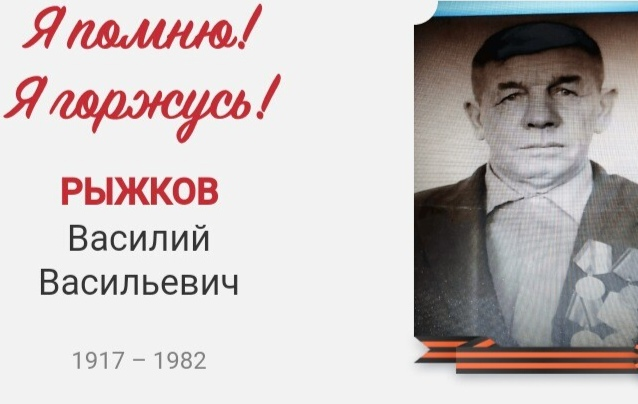 Я помню!
Я горжусь!
РЫЖКОВ
Василий
Васильевич
1917 – 1982